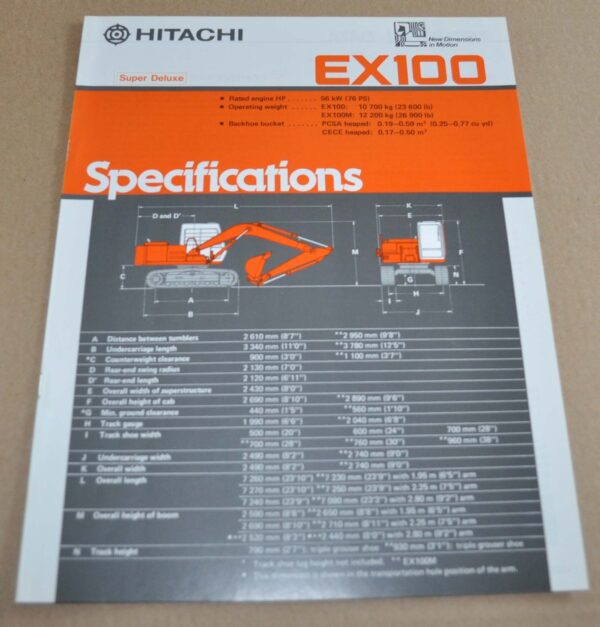 HITACHI
New Dimensions
in Motion
Super Deluxe
EX100
Rated engine HP ....... 56 kW (76 PS)
Operating weight ....... EX100: 10 700 kg (23 600 lb)
EX100M: 12 200 kg (26 900 lb)
Backhoe bucket ....... PCSA heaped: 0.19–0.59 m³ (0.25–0.77 cu yd)
CECE heaped: 0.17–0.50 m³
Specifications
L
D and D'
M
C
A
B
K
E
F
N
G
I
H
J
A Distance between tumblers 2 610 mm (8'7") **2 950 mm (9'8")
B Undercarriage length 3 340 mm (11'0") **3 780 mm (12'5")
*C Counterweight clearance 900 mm (3'0") **1 100 mm (3'7")
D Rear-end swing radius 2 130 mm (7'0")
D' Rear-end length 2 120 mm (6'11")
E Overall width of superstructure 2 430 mm (8'0")
F Overall height of cab 2 690 mm (8'10") **2 890 mm (9'6")
*G Min. ground clearance 440 mm (1'5") **560 mm (1'10")
H Track gauge 1 990 mm (6'6") **2 040 mm (6'8")
I Track shoe width 500 mm (20") 600 mm (24") 700 mm (28")
**700 mm (28") **760 mm (30") **960 mm (38")
J Undercarriage width 2 490 mm (8'2") **2 740 mm (9'0")
K Overall width 2 490 mm (8'2") **2 740 mm (9'0")
L Overall length 7 260 mm (23'10") **7 230 mm (23'9") with 1.95 m (6'5") arm
7 270 mm (23'10") **7 250 mm (23'9") with 2.25 m (7'5") arm
7 240 mm (23'9") (23'3") with 2.80 m (9'2") arm
M Overall height of boom 2 590 mm (8'6") **2 650 mm (8'8") with 1.95 m (6'5") arm
2 690 mm (8'10") **2 710 mm (8'11") with 2.25 m (7'5") arm
2 520 mm (8'3") 2 440 mm (8'0") with 2.80 m (9'2") arm
N Track height 790 mm (2'7"): triple grouser shoe **930 mm (3'1"): triple grouser shoe
* Track shoe lug height not included. ** EX100M
This dimension is shown in the transportation hole position of the arm.